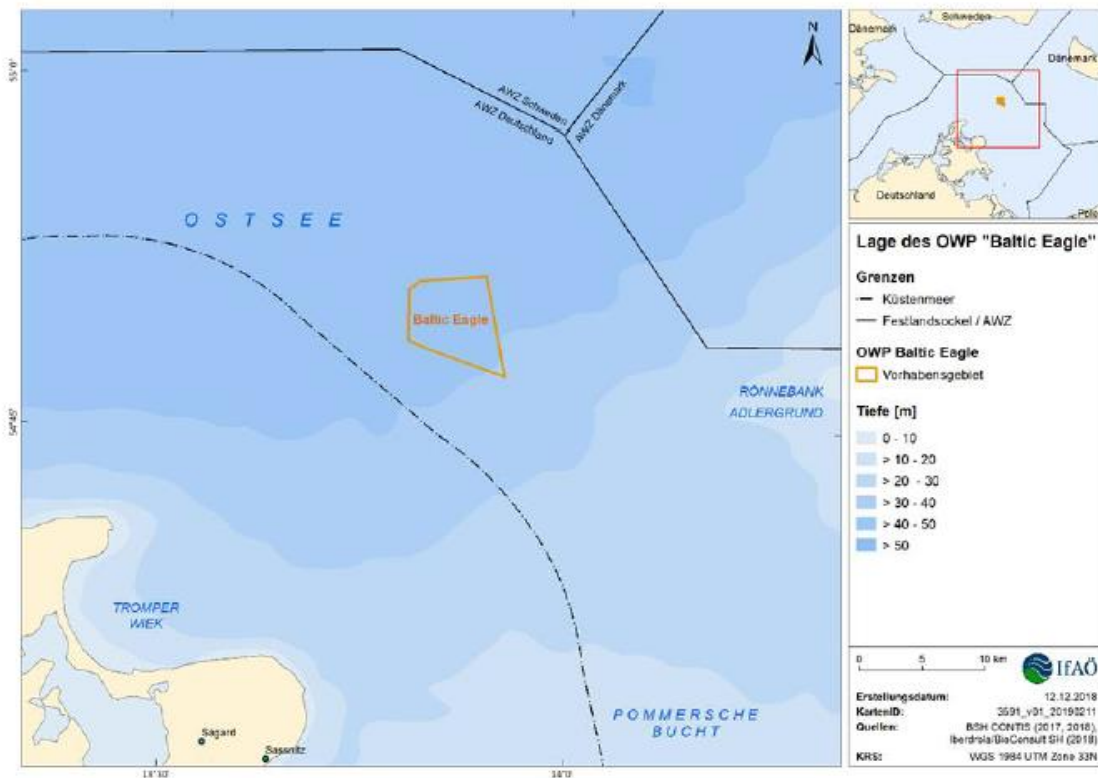 N
55°0'
AWZ Schweden
AWZ Deutschland
AWZ Dänemark
OSTSEE
Baltic Eagle
RÖNNEBANK
ADLERGRUND
54°45'
TROMPER
WIEK
POMMERSCHE
BUCHT
Sagard
Sassnitz
13°30'
14°0'
Schweden
Dänemark
Dänemark
Deutschland
Lage des OWP "Baltic Eagle"
Grenzen
Küstenmeer
Festlandsockel / AWZ
OWP Baltic Eagle
Vorhabensgebiet
Tiefe [m]
0 - 10
> 10 - 20
> 20 - 30
> 30 - 40
> 40 - 50
> 50
0 5 10 km
IfAÖ
Erstellungsdatum: 12.12.2018
KartenID: 3691_v01_20190211
Quellen: BSH CONTIS (2017, 2018),
Iberdrola/BioConsult SH (2018)
KRS: WGS 1984 UTM Zone 33N